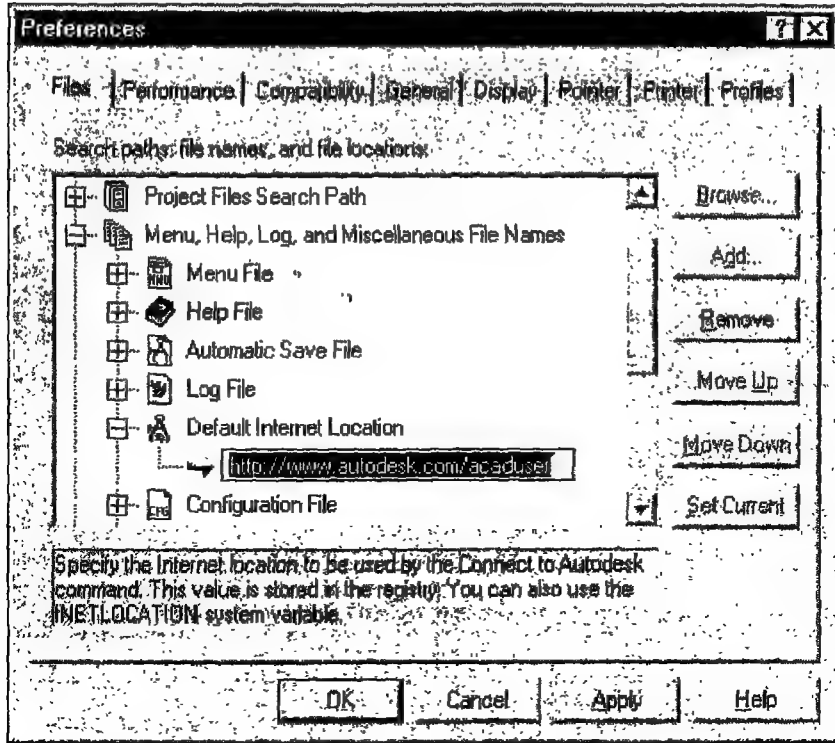 Preferences
Files Performance Compatibility General Display Pointer Printer Profiles
Search paths, file names, and file locations:
Project Files Search Path
Browse...
Menu, Help, Log, and Miscellaneous File Names
Add...
Menu File
Help File
Remove
Automatic Save File
Log File
Move Up
Default Internet Location
Move Down
http://www.autodesk.com/acaduser
Configuration File
Set Current
Specify the Internet location to be used by the Connect to Autodesk
command. This value is stored in the registry. You can also use the
INETLOCATION system variable.
OK Cancel Apply Help